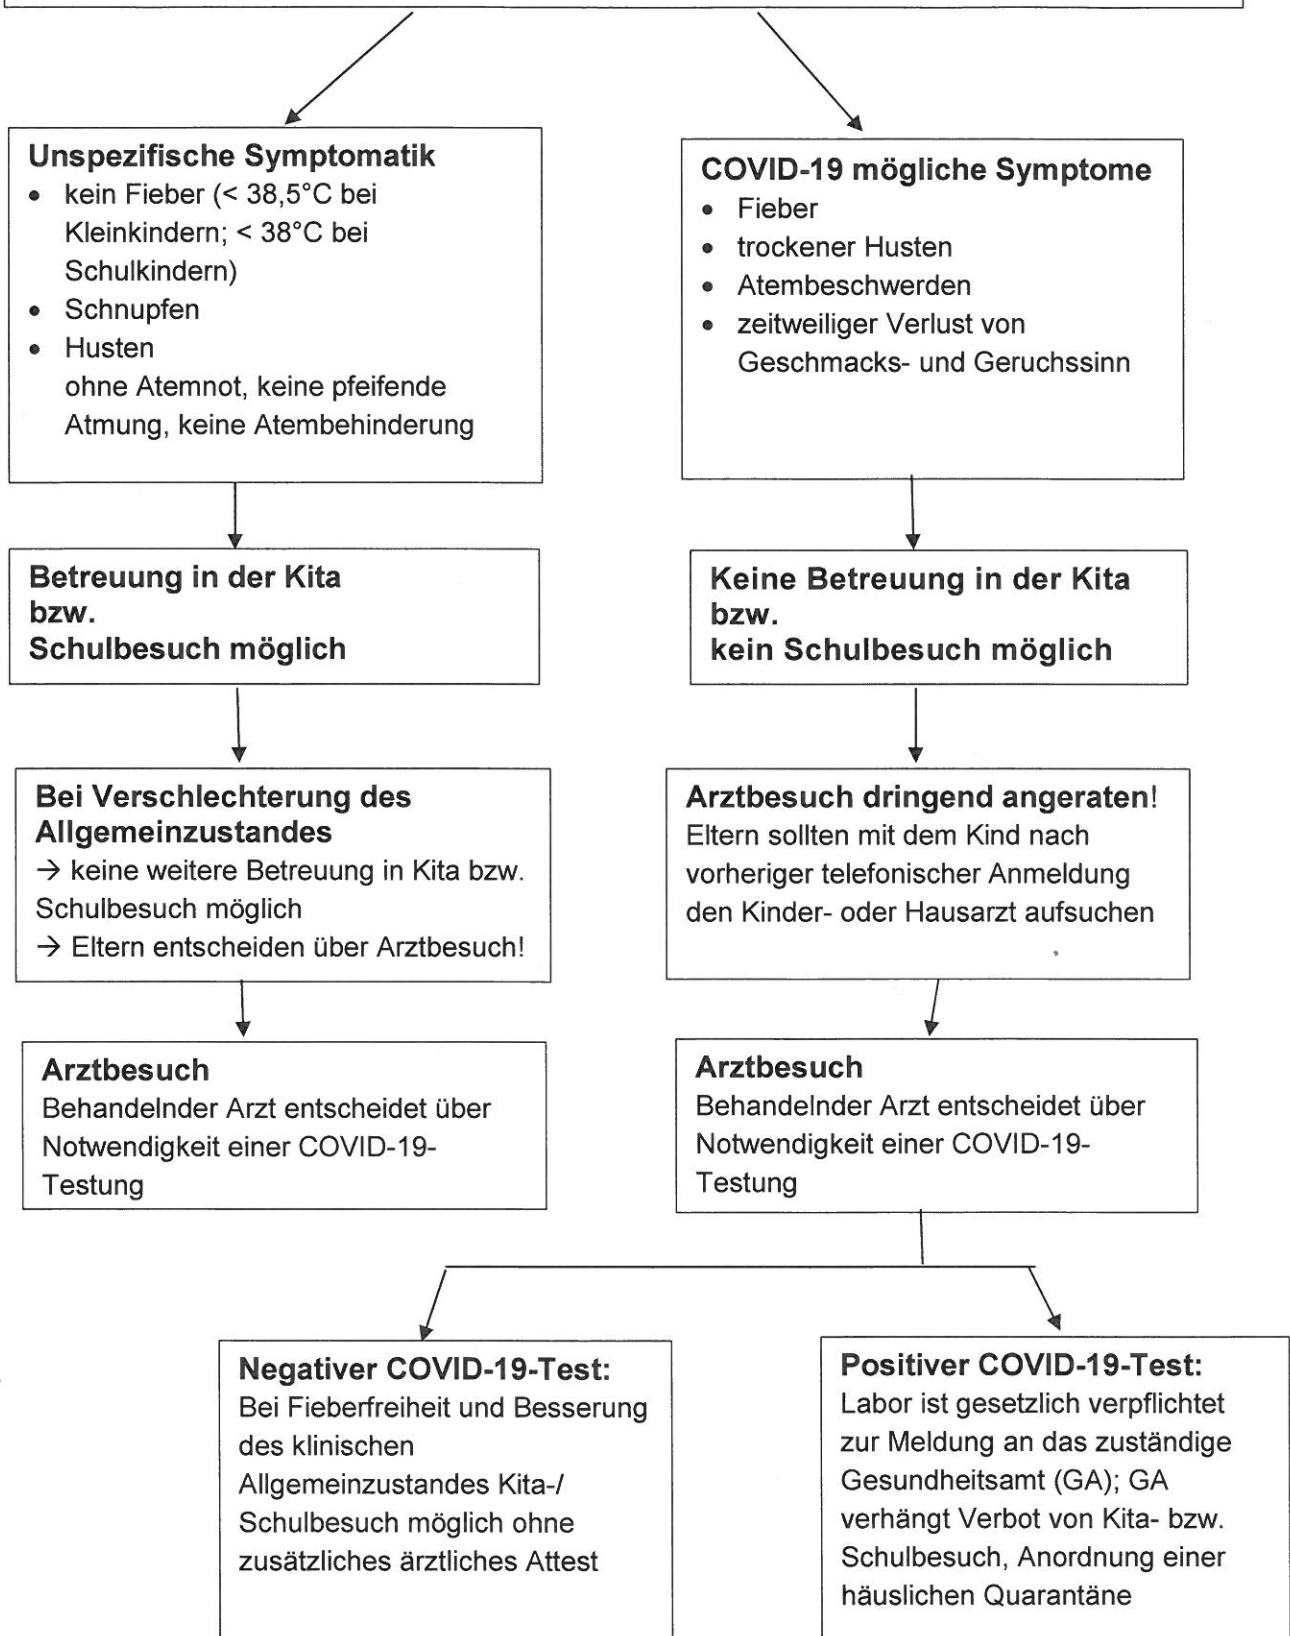 Unspezifische Symptomatik
• kein Fieber (< 38,5°C bei
Kleinkindern; < 38°C bei
Schulkindern)
• Schnupfen
• Husten
ohne Atemnot, keine pfeifende
Atmung, keine Atembehinderung
COVID-19 mögliche Symptome
• Fieber
• trockener Husten
• Atembeschwerden
• zeitweiliger Verlust von
Geschmacks- und Geruchssinn
Betreuung in der Kita
bzw.
Schulbesuch möglich
Keine Betreuung in der Kita
bzw.
kein Schulbesuch möglich
Bei Verschlechterung des
Allgemeinzustandes
→ keine weitere Betreuung in Kita bzw.
Schulbesuch möglich
→ Eltern entscheiden über Arztbesuch!
Arztbesuch dringend angeraten!
Eltern sollten mit dem Kind nach
vorheriger telefonischer Anmeldung
den Kinder- oder Hausarzt aufsuchen
Arztbesuch
Behandelnder Arzt entscheidet über
Notwendigkeit einer COVID-19-
Testung
Arztbesuch
Behandelnder Arzt entscheidet über
Notwendigkeit einer COVID-19-
Testung
Negativer COVID-19-Test:
Bei Fieberfreiheit und Besserung
des klinischen
Allgemeinzustandes Kita-/
Schulbesuch möglich ohne
zusätzliches ärztliches Attest
Positiver COVID-19-Test:
Labor ist gesetzlich verpflichtet
zur Meldung an das zuständige
Gesundheitsamt (GA); GA
verhängt Verbot von Kita- bzw.
Schulbesuch, Anordnung einer
häuslichen Quarantäne